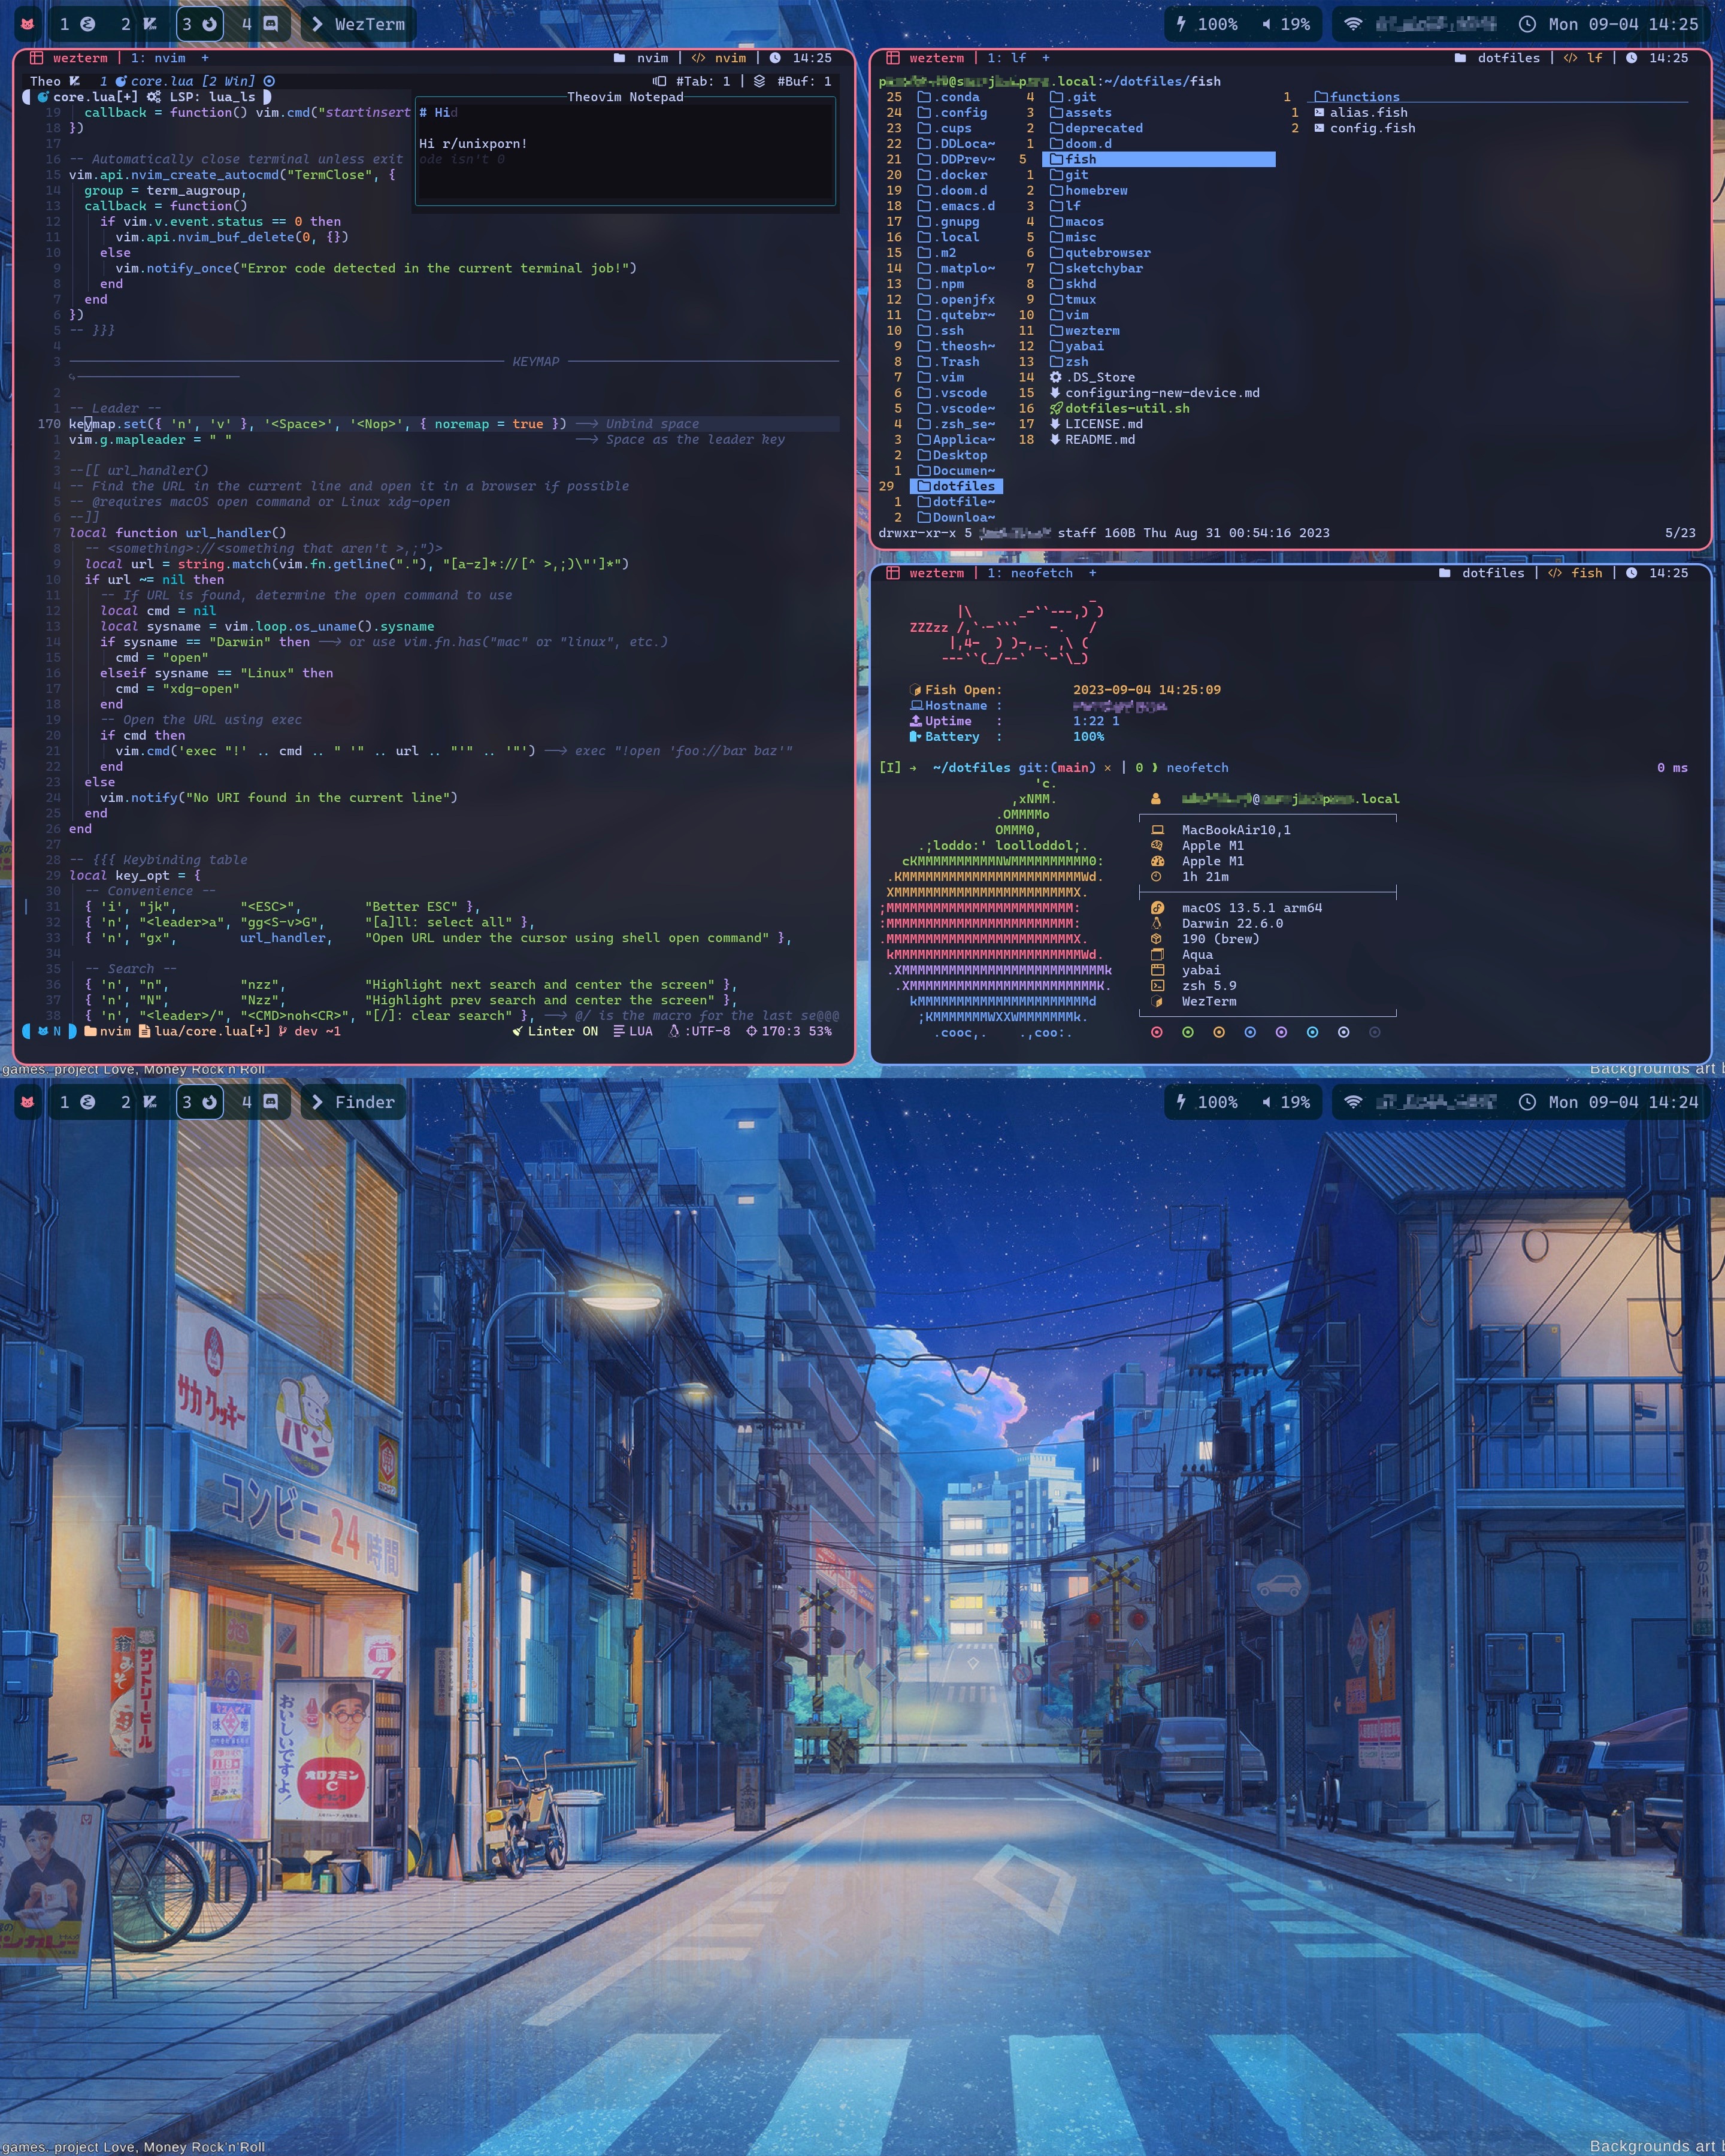 1 2 3 4 WezTerm
100% 19% Mon 09-04 14:25
wezterm | 1: nvim +
nvim | </> nvim | 14:25
Theo 1 core.lua [2 Win]
#Tab: 1 | #Buf: 1
core.lua[+] LSP: lua_ls
Theovim Notepad
# Hi
Hi r/unixporn!
ode isn't 0
19 callback = function() vim.cmd("startinsert
18 })
17
16 -- Automatically close terminal unless exit
15 vim.api.nvim_create_autocmd("TermClose", {
14 group = term_augroup,
13 callback = function()
12 if vim.v.event.status == 0 then
11 vim.api.nvim_buf_delete(0, {})
10 else
9 vim.notify_once("Error code detected in the current terminal job!")
8 end
7 end
6 })
5 -- }}}
4
3 KEYMAP
2
1 -- Leader --
170 keymap.set({ 'n', 'v' }, '<Space>', '<Nop>', { noremap = true }) --> Unbind space
1 vim.g.mapleader = " " --> Space as the leader key
2
3 --[[ url_handler()
4 -- Find the URL in the current line and open it in a browser if possible
5 -- @requires macOS open command or Linux xdg-open
6 --]]
7 local function url_handler()
8 -- <something>://<something that aren't >,;")>
9 local url = string.match(vim.fn.getline("."), "[a-z]*://[^ >,;)\"']*")
10 if url ~= nil then
11 -- If URL is found, determine the open command to use
12 local cmd = nil
13 local sysname = vim.loop.os_uname().sysname
14 if sysname == "Darwin" then --> or use vim.fn.has("mac" or "linux", etc.)
15 cmd = "open"
16 elseif sysname == "Linux" then
17 cmd = "xdg-open"
18 end
19 -- Open the URL using exec
20 if cmd then
21 vim.cmd('exec "!' .. cmd .. " '" .. url .. "'" .. '"') --> exec "!open 'foo://bar baz'"
22 end
23 else
24 vim.notify("No URI found in the current line")
25 end
26 end
27
28 -- {{{ Keybinding table
29 local key_opt = {
30 -- Convenience --
31 { 'i', "jk", "<ESC>", "Better ESC" },
32 { 'n', "<leader>a", "gg<S-v>G", "[a]ll: select all" },
33 { 'n', "gx", url_handler, "Open URL under the cursor using shell open command" },
34
35 -- Search --
36 { 'n', "n", "nzz", "Highlight next search and center the screen" },
37 { 'n', "N", "Nzz", "Highlight prev search and center the screen" },
38 { 'n', "<leader>/", "<CMD>noh<CR>", "[/]: clear search" }, --> @/ is the macro for the last se@@@
N nvim lua/core.lua[+] dev ~1
Linter ON LUA :UTF-8 170:3 53%
wezterm | 1: lf +
dotfiles | </> lf | 14:25
.local:~/dotfiles/fish
25 .conda 4 .git 1 functions
24 .config 3 assets 1 alias.fish
23 .cups 2 deprecated 2 config.fish
22 .DDLoca~ 1 doom.d
21 .DDPrev~ 5 fish
20 .docker 1 git
19 .doom.d 2 homebrew
18 .emacs.d 3 lf
17 .gnupg 4 macos
16 .local 5 misc
15 .m2 6 qutebrowser
14 .matplo~ 7 sketchybar
13 .npm 8 skhd
12 .openjfx 9 tmux
11 .qutebr~ 10 vim
10 .ssh 11 wezterm
9 .theosh~ 12 yabai
8 .Trash 13 zsh
7 .vim 14 .DS_Store
6 .vscode 15 configuring-new-device.md
5 .vscode~ 16 dotfiles-util.sh
4 .zsh_se~ 17 LICENSE.md
3 Applica~ 18 README.md
2 Desktop
1 Documen~
29 dotfiles
1 dotfile~
2 Downloa~
drwxr-xr-x 5 staff 160B Thu Aug 31 00:54:16 2023 5/23
wezterm | 1: neofetch +
dotfiles | </> fish | 14:25
ZZZzz
Fish Open: 2023-09-04 14:25:09
Hostname :
Uptime : 1:22 1
Battery : 100%
[I] → ~/dotfiles git:(main) × | 0 ❩ neofetch 0 ms
'c.
,xNMM.
.OMMMMo
OMMM0,
.;loddo:' loolloddol;.
cKMMMMMMMMMMNWMMMMMMMMMM0:
.KMMMMMMMMMMMMMMMMMMMMMMMWd.
XMMMMMMMMMMMMMMMMMMMMMMMX.
;MMMMMMMMMMMMMMMMMMMMMMMM:
:MMMMMMMMMMMMMMMMMMMMMMMM:
.MMMMMMMMMMMMMMMMMMMMMMMMX.
kMMMMMMMMMMMMMMMMMMMMMMMMWd.
.XMMMMMMMMMMMMMMMMMMMMMMMMMMk
.XMMMMMMMMMMMMMMMMMMMMMMMMK.
kMMMMMMMMMMMMMMMMMMMMMMd
;KMMMMMMMWXXWMMMMMMMk.
.cooc,. .,coo:.
.local
MacBookAir10,1
Apple M1
Apple M1
1h 21m
macOS 13.5.1 arm64
Darwin 22.6.0
190 (brew)
Aqua
yabai
zsh 5.9
WezTerm
games. project Love, Money Rock'n'Roll
Backgrounds art b
1 2 3 4 Finder
100% 19% Mon 09-04 14:24
サカクッキー
パン
コンビニ 24 時間
サントリービール
みそ
おいしいですよ!
オロナミン
C
games. project Love, Money Rock'n'Roll
Backgrounds art b